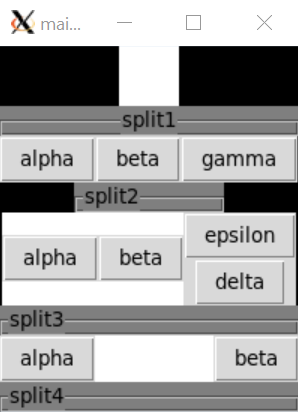 mai...
split1
alpha beta gamma
split2
epsilon
alpha beta
delta
split3
alpha beta
split4